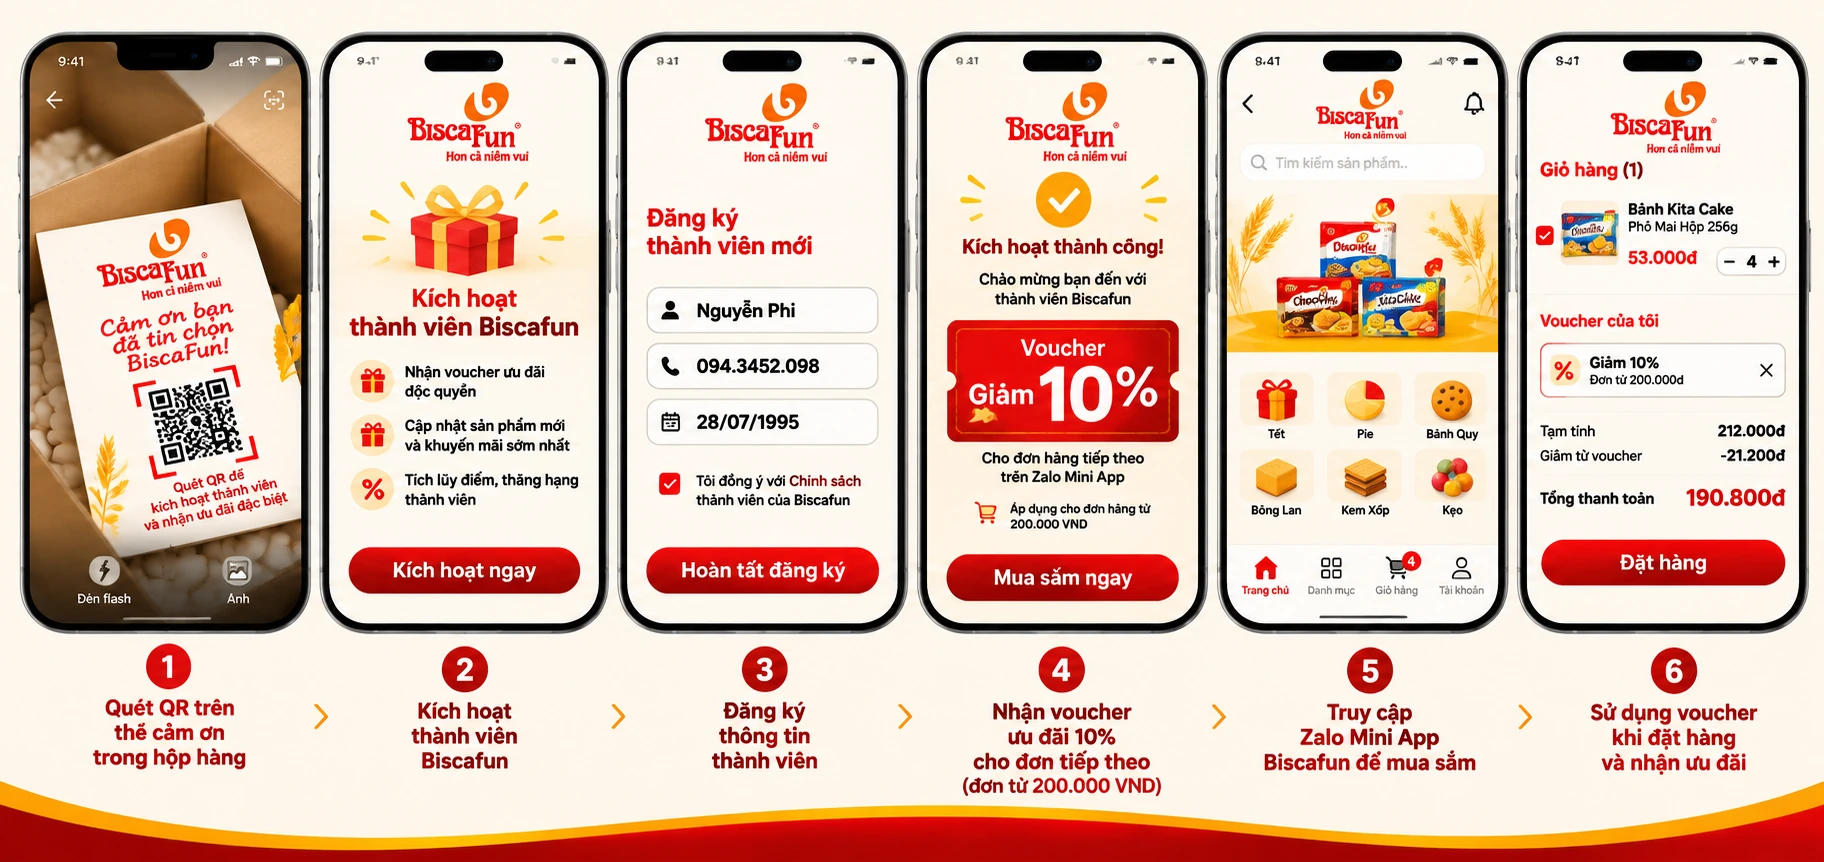 9:41
BISCAFUN®
Hơn cả niềm vui
Cảm ơn bạn
đã tin chọn
BiscaFun!
Quét QR để
kích hoạt thành viên
và nhận ưu đãi đặc biệt
Đèn flash
Ảnh
1
Quét QR trên
thẻ cảm ơn
trong hộp hàng
BISCAFUN®
Hơn cả niềm vui
Kích hoạt
thành viên Biscafun
Nhận voucher ưu đãi
độc quyền
Cập nhật sản phẩm mới
và khuyến mãi sớm nhất
Tích lũy điểm, thăng hạng
thành viên
Kích hoạt ngay
2
Kích hoạt
thành viên
Biscafun
BISCAFUN®
Hơn cả niềm vui
Đăng ký
thành viên mới
Nguyễn Phi
094.3452.098
28/07/1995
Tôi đồng ý với Chính sách
thành viên của Biscafun
Hoàn tất đăng ký
3
Đăng ký
thông tin
thành viên
9:41
BISCAFUN®
Hơn cả niềm vui
Kích hoạt thành công!
Chào mừng bạn đến với
thành viên Biscafun
Voucher
Giảm 10%
Cho đơn hàng tiếp theo
trên Zalo Mini App
Áp dụng cho đơn hàng từ
200.000 VND
Mua sắm ngay
4
Nhận voucher
ưu đãi 10%
cho đơn tiếp theo
(đơn từ 200.000 VND)
9:41
BISCAFUN®
Hơn cả niềm vui
Tìm kiếm sản phẩm..
Tết
Pie
Bánh Quy
Bông Lan
Kem Xốp
Kẹo
4
Trang chủ
Danh mục
Giỏ hàng
Tài khoản
5
Truy cập
Zalo Mini App
Biscafun để mua sắm
BISCAFUN®
Hơn cả niềm vui
Giỏ hàng (1)
Bánh Kita Cake
Phô Mai Hộp 256g
53.000đ
− 4 +
Voucher của tôi
% Giảm 10%
Đơn từ 200.000đ
Tạm tính 212.000đ
Giảm từ voucher -21.200đ
Tổng thanh toán 190.800đ
Đặt hàng
6
Sử dụng voucher
khi đặt hàng
và nhận ưu đãi